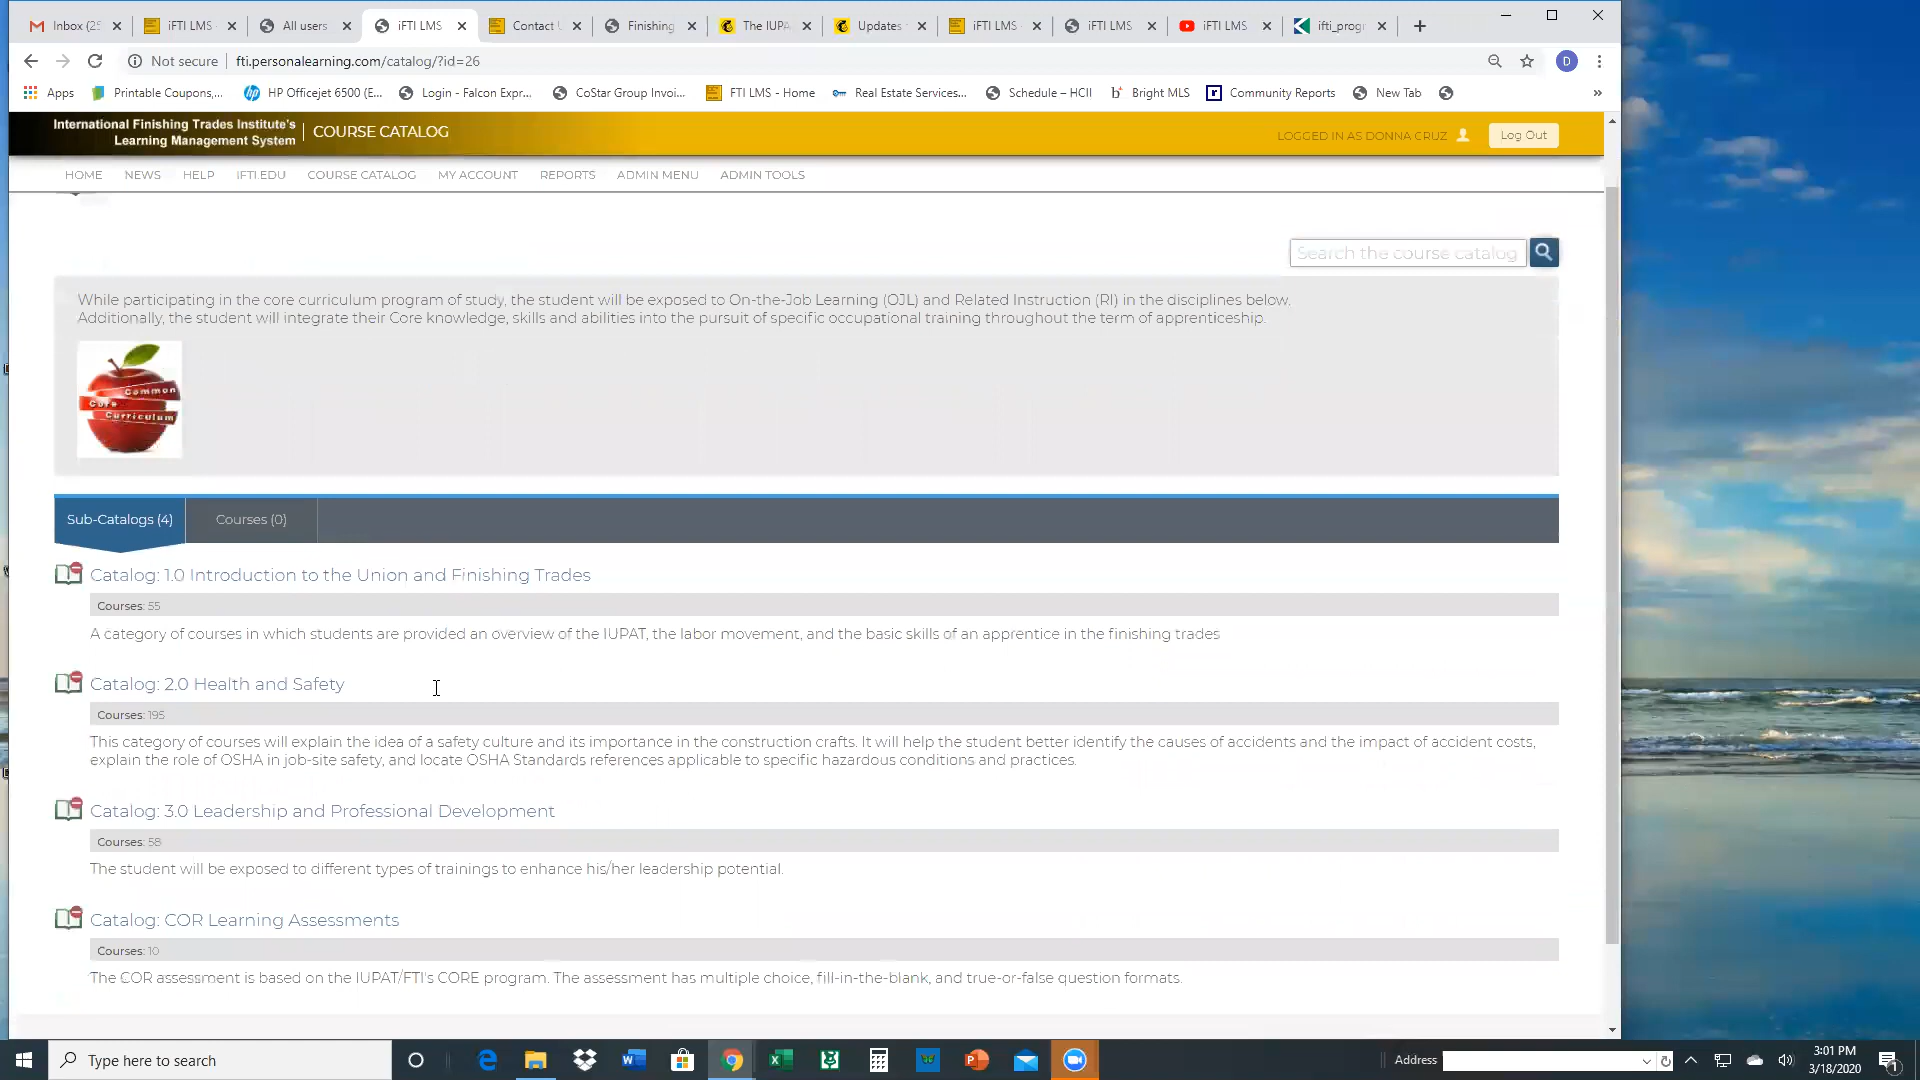 Inbox (25
iFTI LMS
All users
iFTI LMS
Contact U
Finishing
The IUPA
Updates
iFTI LMS
iFTI LMS
iFTI LMS
ifti_prog
Not secure
fti.personalearning.com/catalog/?id=26
D
Apps
Printable Coupons,...
HP Officejet 6500 (E...
Login - Falcon Expr...
CoStar Group Invoi...
FTI LMS - Home
Real Estate Services...
Schedule – HCII
Bright MLS
Community Reports
New Tab
»
International Finishing Trades Institute's
Learning Management System
COURSE CATALOG
LOGGED IN AS DONNA CRUZ
Log Out
HOME
NEWS
HELP
IFTI.EDU
COURSE CATALOG
MY ACCOUNT
REPORTS
ADMIN MENU
ADMIN TOOLS
Search the course catalog
While participating in the core curriculum program of study, the student will be exposed to On-the-Job Learning (OJL) and Related Instruction (RI) in the disciplines below.
Additionally, the student will integrate their Core knowledge, skills and abilities into the pursuit of specific occupational training throughout the term of apprenticeship.
Common
Core
Curriculum
Sub-Catalogs (4)
Courses (0)
Catalog: 1.0 Introduction to the Union and Finishing Trades
Courses: 55
A category of courses in which students are provided an overview of the IUPAT, the labor movement, and the basic skills of an apprentice in the finishing trades
Catalog: 2.0 Health and Safety
Courses: 195
This category of courses will explain the idea of a safety culture and its importance in the construction crafts. It will help the student better identify the causes of accidents and the impact of accident costs,
explain the role of OSHA in job-site safety, and locate OSHA Standards references applicable to specific hazardous conditions and practices.
Catalog: 3.0 Leadership and Professional Development
Courses: 58
The student will be exposed to different types of trainings to enhance his/her leadership potential.
Catalog: COR Learning Assessments
Courses: 10
The COR assessment is based on the IUPAT/FTI's CORE program. The assessment has multiple choice, fill-in-the-blank, and true-or-false question formats.
Type here to search
Address
3:01 PM
3/18/2020
1